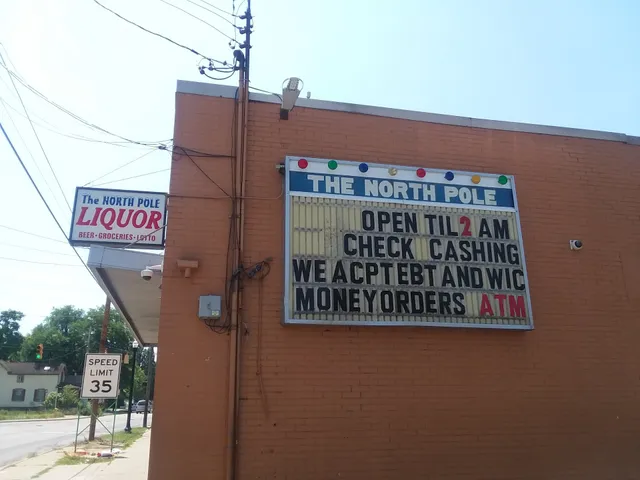 The NORTH POLE
LIQUOR
BEER • GROCERIES • LOTTO
SPEED
LIMIT
35
THE NORTH POLE
OPEN TIL 2 AM
CHECK CASHING
WE ACPT EBT AND WIC
MONEY ORDERS ATM